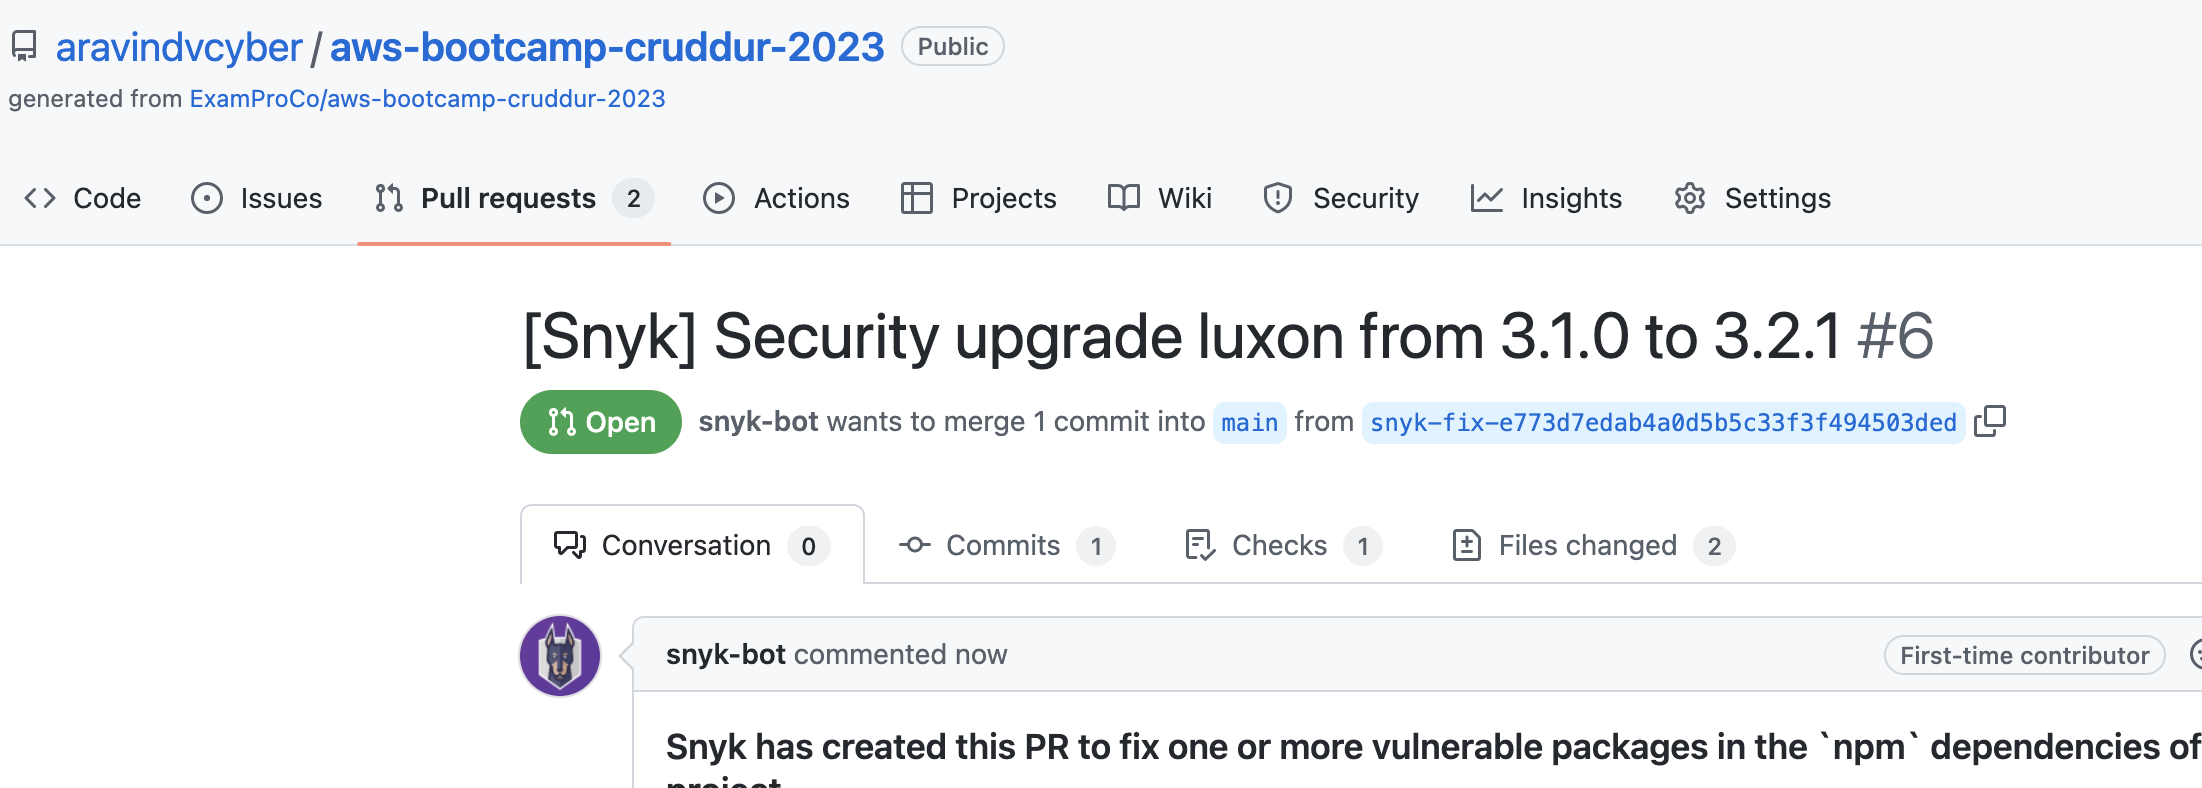 aravindvcyber / aws-bootcamp-cruddur-2023 Public
generated from ExamProCo/aws-bootcamp-cruddur-2023
Code Issues Pull requests 2 Actions Projects Wiki Security Insights Settings
[Snyk] Security upgrade luxon from 3.1.0 to 3.2.1 #6
Open snyk-bot wants to merge 1 commit into main from snyk-fix-e773d7edab4a0d5b5c33f3f494503ded
Conversation 0 Commits 1 Checks 1 Files changed 2
snyk-bot commented now First-time contributor
Snyk has created this PR to fix one or more vulnerable packages in the `npm` dependencies of
project